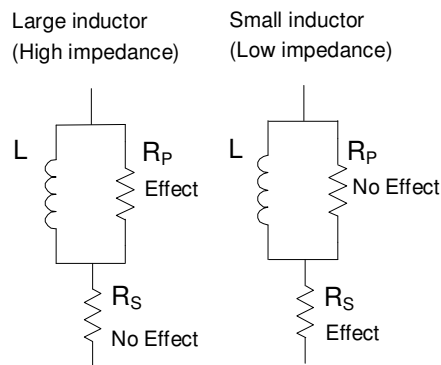 Large inductor
(High impedance)
L
R_P
Effect
R_S
No Effect
Small inductor
(Low impedance)
L
R_P
No Effect
R_S
Effect